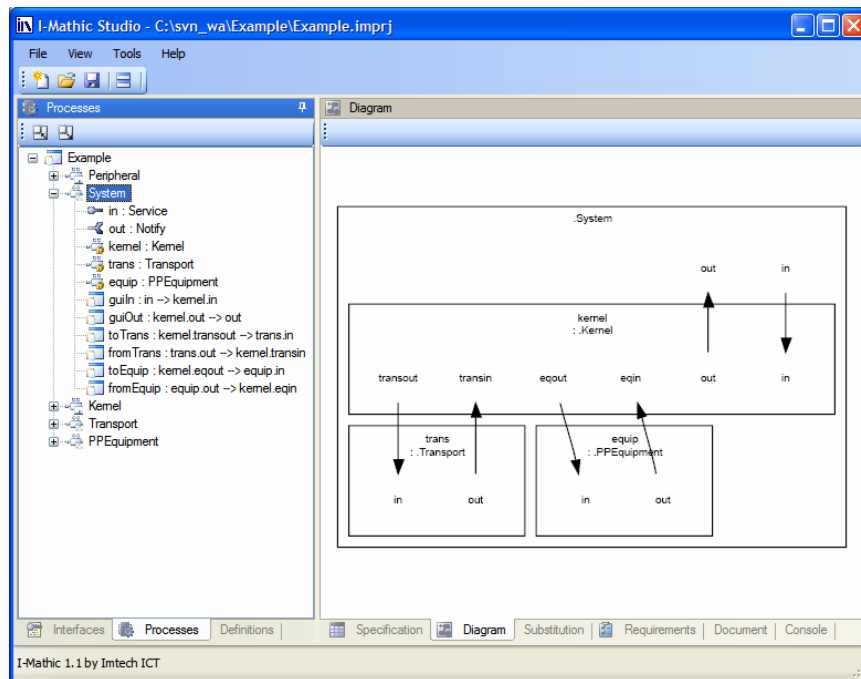 I-Mathic Studio - C:\svn_wa\Example\Example.imprj
File View Tools Help
Processes
Diagram
Example
Peripheral
System
in : Service
out : Notify
kernel : Kernel
trans : Transport
equip : PPEquipment
guiIn : in --> kernel.in
guiOut : kernel.out --> out
toTrans : kernel.transout --> trans.in
fromTrans : trans.out --> kernel.transin
toEquip : kernel.eqout --> equip.in
fromEquip : equip.out --> kernel.eqin
Kernel
Transport
PPEquipment
.System
out in
kernel
: .Kernel
transout transin eqout eqin out in
trans
: .Transport
in out
equip
: .PPEquipment
in out
Interfaces Processes Definitions
Specification Diagram Substitution Requirements Document Console
I-Mathic 1.1 by Imtech ICT